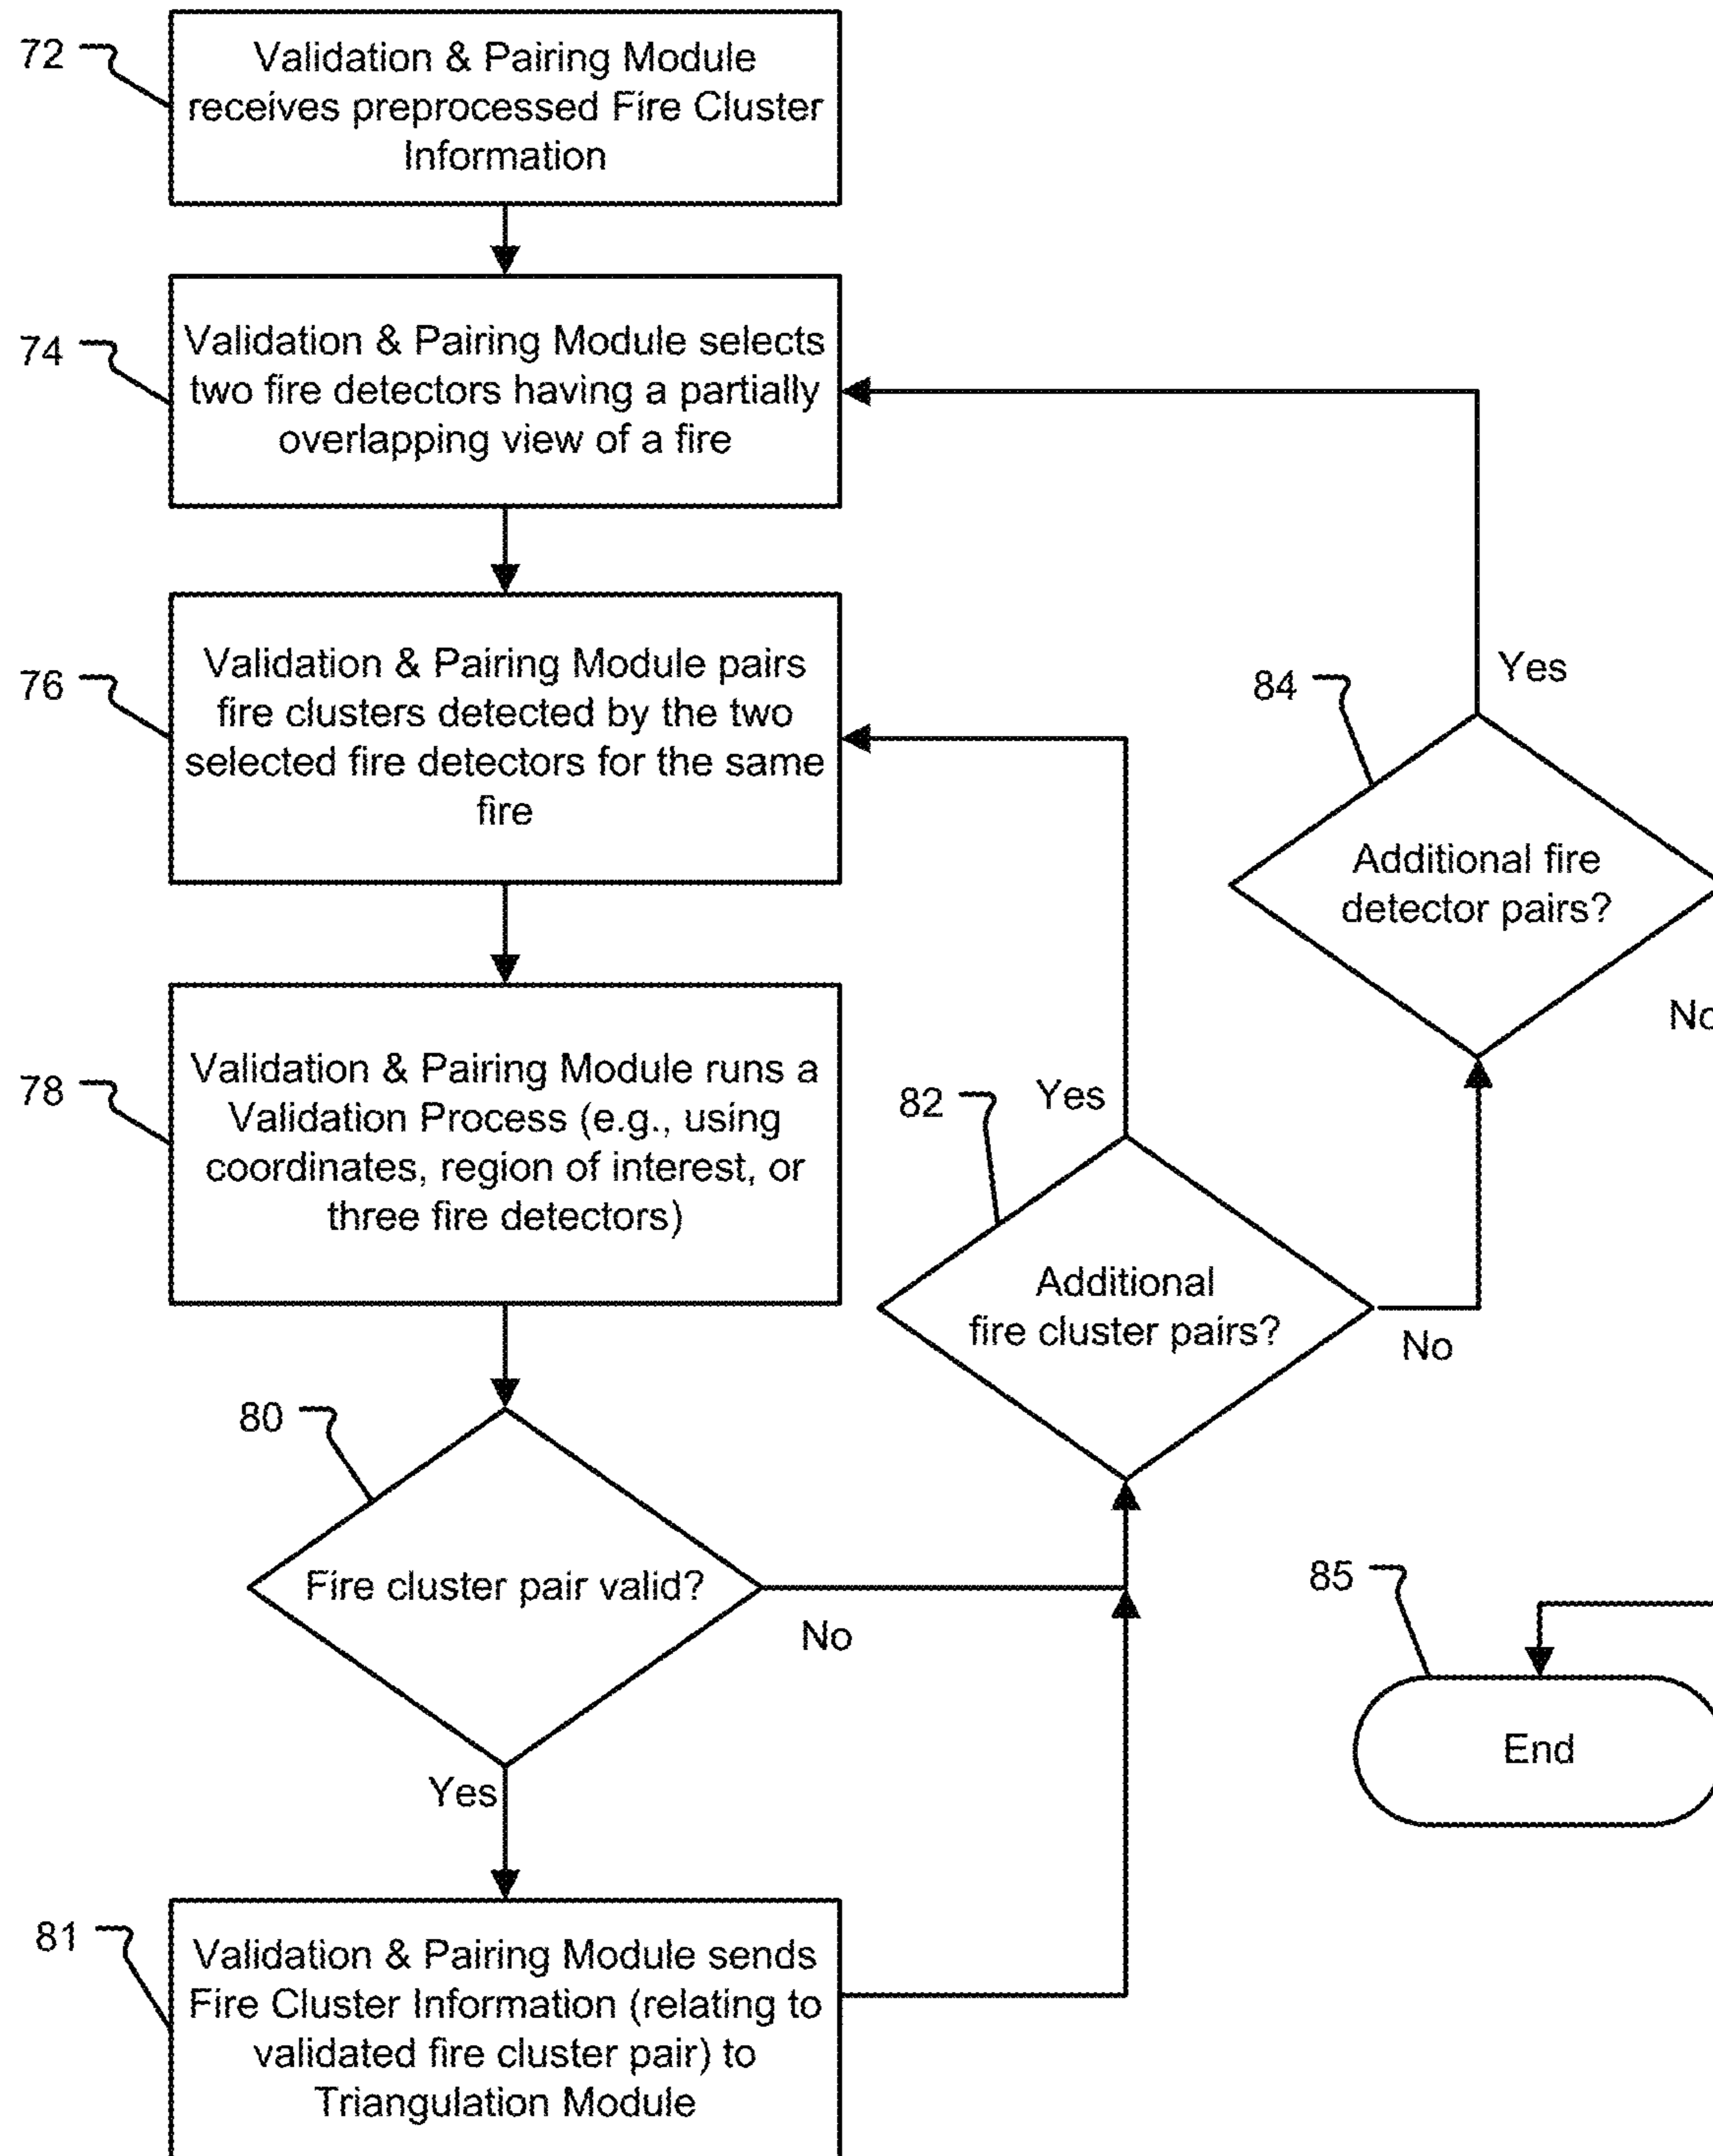 72
Validation & Pairing Module
receives preprocessed Fire Cluster
Information
74
Validation & Pairing Module selects
two fire detectors having a partially
overlapping view of a fire
76
Validation & Pairing Module pairs
fire clusters detected by the two
selected fire detectors for the same
fire
84
Yes
Additional fire
detector pairs?
No
78
Validation & Pairing Module runs a
Validation Process (e.g., using
coordinates, region of interest, or
three fire detectors)
82
Yes
Additional
fire cluster pairs?
No
80
Fire cluster pair valid?
No
Yes
85
End
81
Validation & Pairing Module sends
Fire Cluster Information (relating to
validated fire cluster pair) to
Triangulation Module